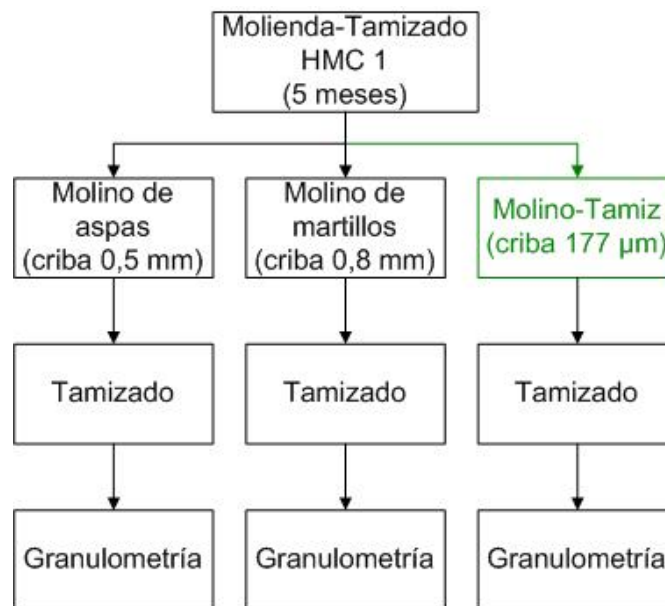 Molienda-Tamizado
HMC 1
(5 meses)
Molino de
aspas
(criba 0,5 mm)
Molino de
martillos
(criba 0,8 mm)
Molino-Tamiz
(criba 177 µm)
Tamizado
Tamizado
Tamizado
Granulometría
Granulometría
Granulometría